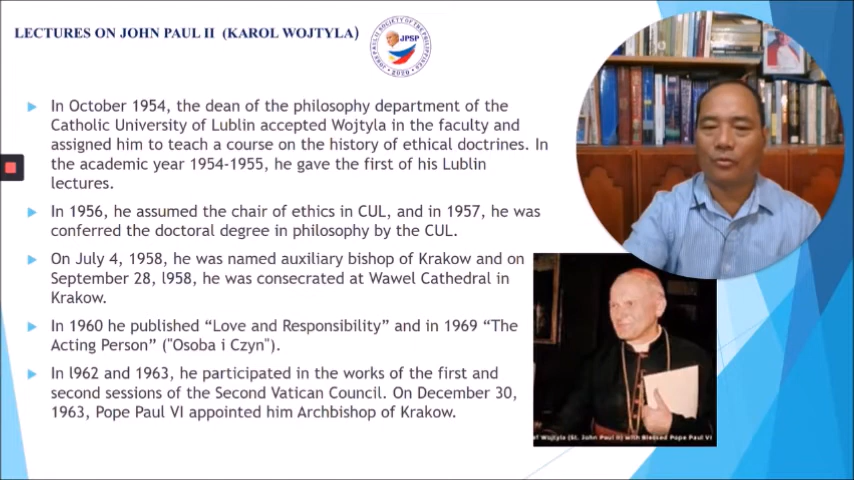 LECTURES ON JOHN PAUL II (KAROL WOJTYLA)
JOHN PAUL II SOCIETY OF THE PHILIPPINES
JPSP
2020
In October 1954, the dean of the philosophy department of the
Catholic University of Lublin accepted Wojtyla in the faculty and
assigned him to teach a course on the history of ethical doctrines. In
the academic year 1954-1955, he gave the first of his Lublin
lectures.
In 1956, he assumed the chair of ethics in CUL, and in 1957, he was
conferred the doctoral degree in philosophy by the CUL.
On July 4, 1958, he was named auxiliary bishop of Krakow and on
September 28, l958, he was consecrated at Wawel Cathedral in
Krakow.
In 1960 he published “Love and Responsibility” and in 1969 “The
Acting Person” ("Osoba i Czyn").
In l962 and 1963, he participated in the works of the first and
second sessions of the Second Vatican Council. On December 30,
1963, Pope Paul VI appointed him Archbishop of Krakow.
of Wojtyla (St. John Paul II) with Blessed Pope Paul VI